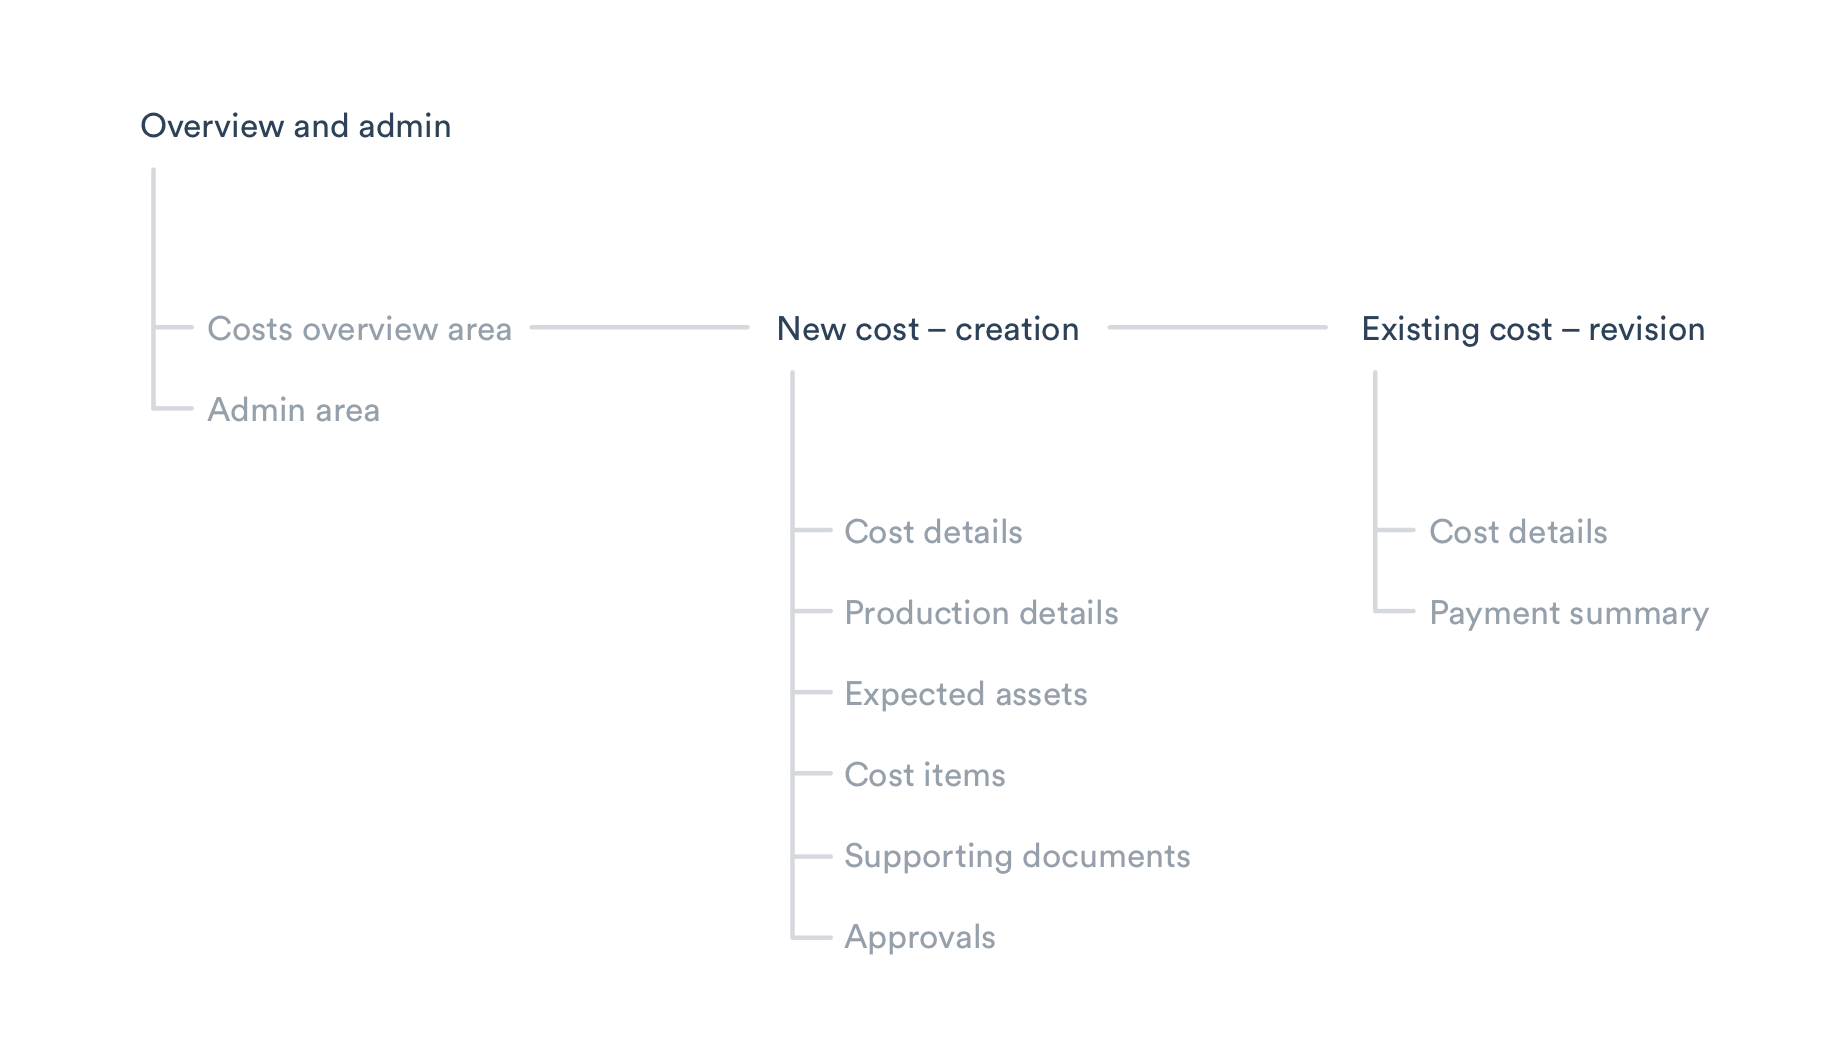 Overview and admin
Costs overview area
Admin area
New cost – creation
Cost details
Production details
Expected assets
Cost items
Supporting documents
Approvals
Existing cost – revision
Cost details
Payment summary